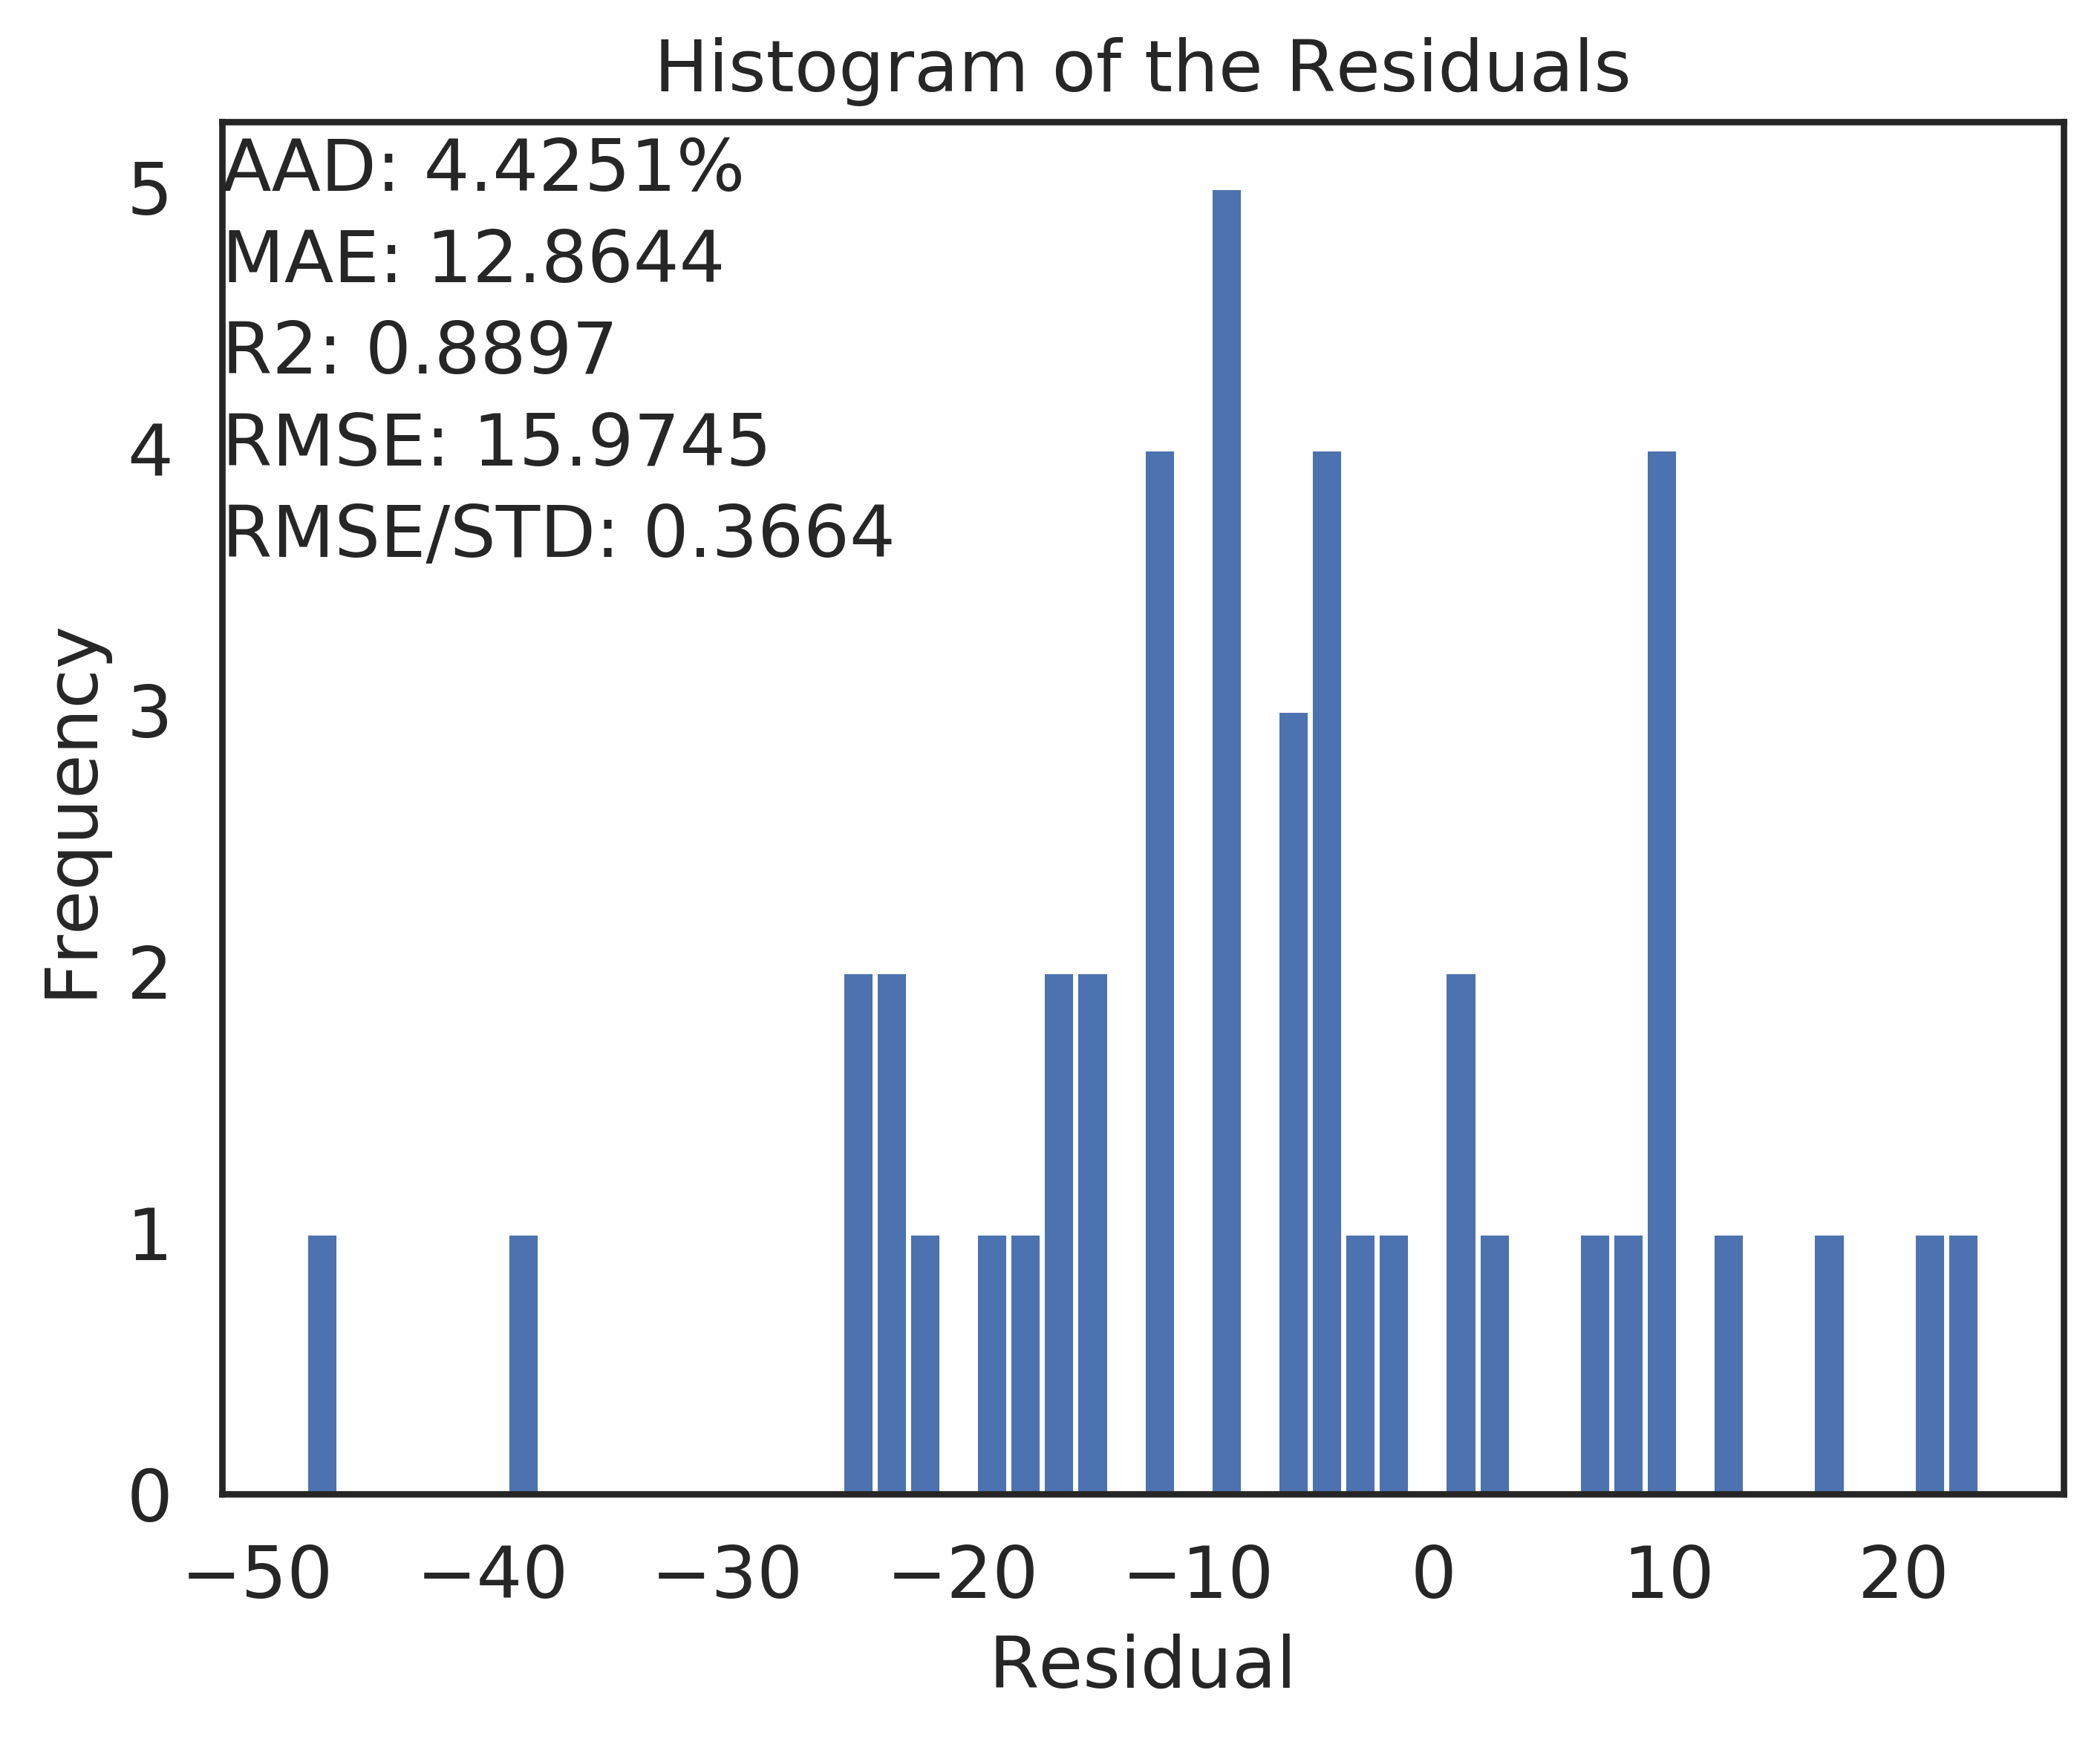 Histogram of the Residuals
AAD: 4.4251%
MAE: 12.8644
R2: 0.8897
RMSE: 15.9745
RMSE/STD: 0.3664
5
4
3
2
1
0
Frequency
−50 −40 −30 −20 −10 0 10 20
Residual